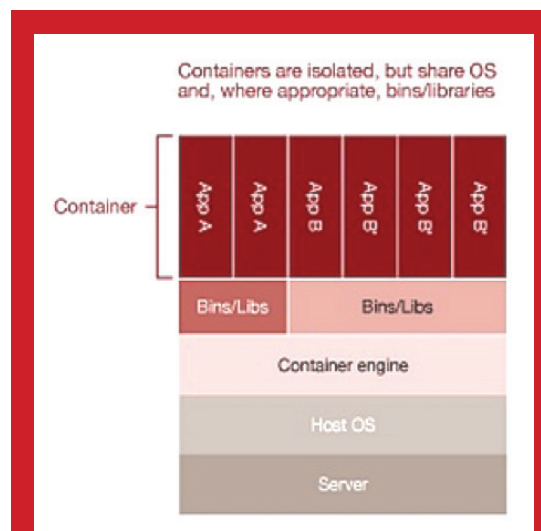 Containers are isolated, but share OS
and, where appropriate, bins/libraries
Container
App A
App A
App B
App B'
App B'
App B'
Bins/Libs
Bins/Libs
Container engine
Host OS
Server